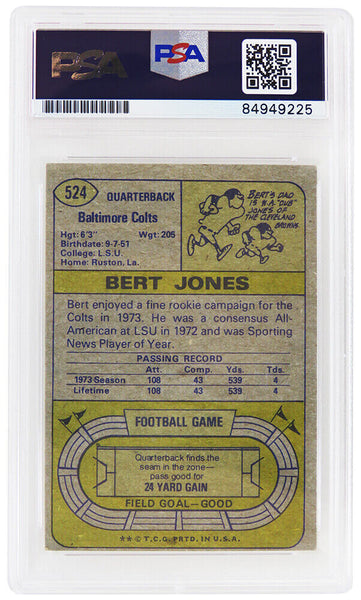 PSA
PSA
84949225
524
QUARTERBACK
Baltimore Colts
Hgt: 6'3" Wgt: 205
Birthdate: 9-7-51
College: L.S.U.
Home: Ruston, La.
BERT'S DAD
IS W.A. "DUB"
JONES OF
THE CLEVELAND
BROWNS.
BERT JONES
Bert enjoyed a fine rookie campaign for the
Colts in 1973. He was a consensus All-
American at LSU in 1972 and was Sporting
News Player of Year.
PASSING RECORD
Att. Comp. Yds. Tds.
1973 Season 108 43 539 4
Lifetime 108 43 539 4
FOOTBALL GAME
Quarterback finds the
seam in the zone—
pass good for
24 YARD GAIN
FIELD GOAL—GOOD
** © T.C.G. PRTD. IN U.S.A.